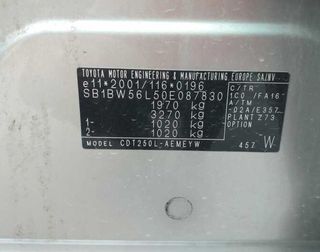 TOYOTA MOTOR ENGINEERING & MANUFACTURING EUROPE-SA/NV
e11*2001/116*0196
SB1BW56L50E087830
1970 kg
3270 kg
1- 1020 kg
2- 1020 kg
MODEL CDT250L-AEMEYW
C/TR
1C0 /FA16
A/TM
-02A/E357
PLANT Z73
OPTION
457 W